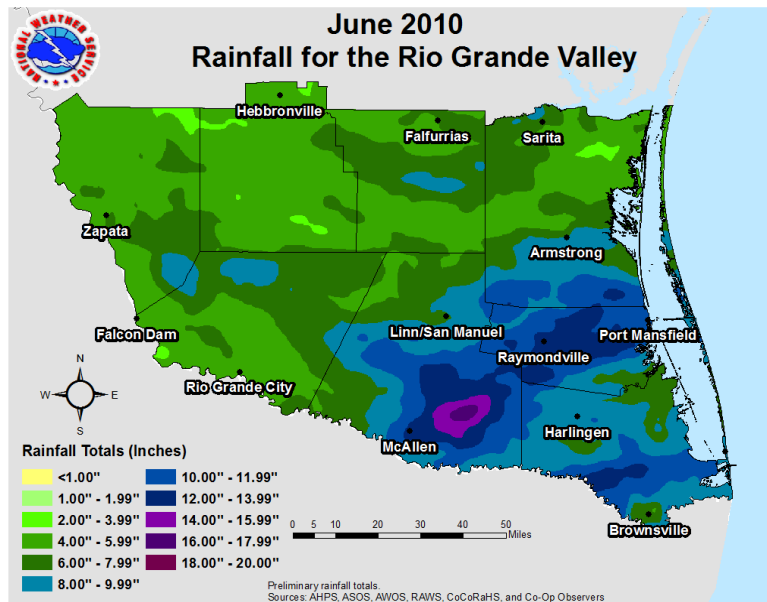 June 2010
Rainfall for the Rio Grande Valley
NATIONAL WEATHER SERVICE
Hebbronville
Falfurrias
Sarita
Zapata
Armstrong
Falcon Dam
Linn/San Manuel
Port Mansfield
Raymondville
Rio Grande City
McAllen
Harlingen
Brownsville
N
W E
S
Rainfall Totals (Inches)
<1.00"
1.00" - 1.99"
2.00" - 3.99"
4.00" - 5.99"
6.00" - 7.99"
8.00" - 9.99"
10.00" - 11.99"
12.00" - 13.99"
14.00" - 15.99"
16.00" - 17.99"
18.00" - 20.00"
0 5 10 20 30 40 50
Miles
Preliminary rainfall totals.
Sources: AHPS, ASOS, AWOS, RAWS, CoCoRaHS, and Co-Op Observers